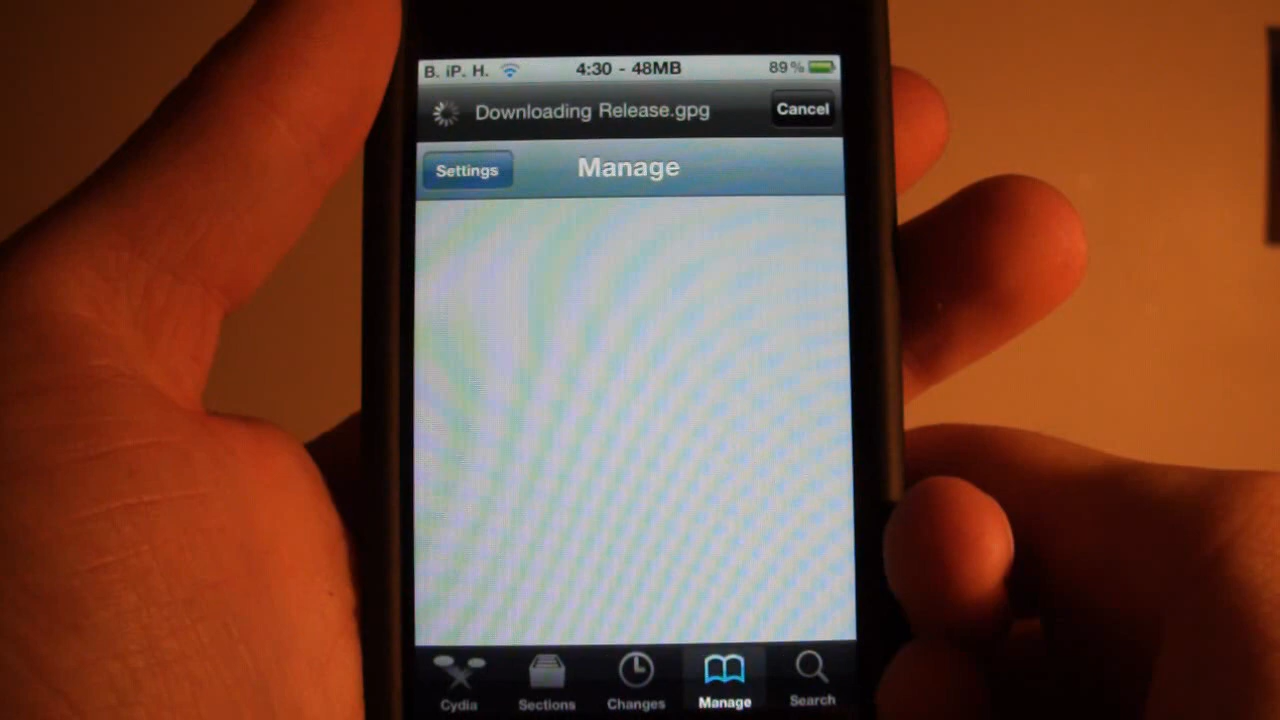 B. iP. H. 4:30 - 48MB 89%
Downloading Release.gpg Cancel
Settings Manage
Cydia Sections Changes Manage Search